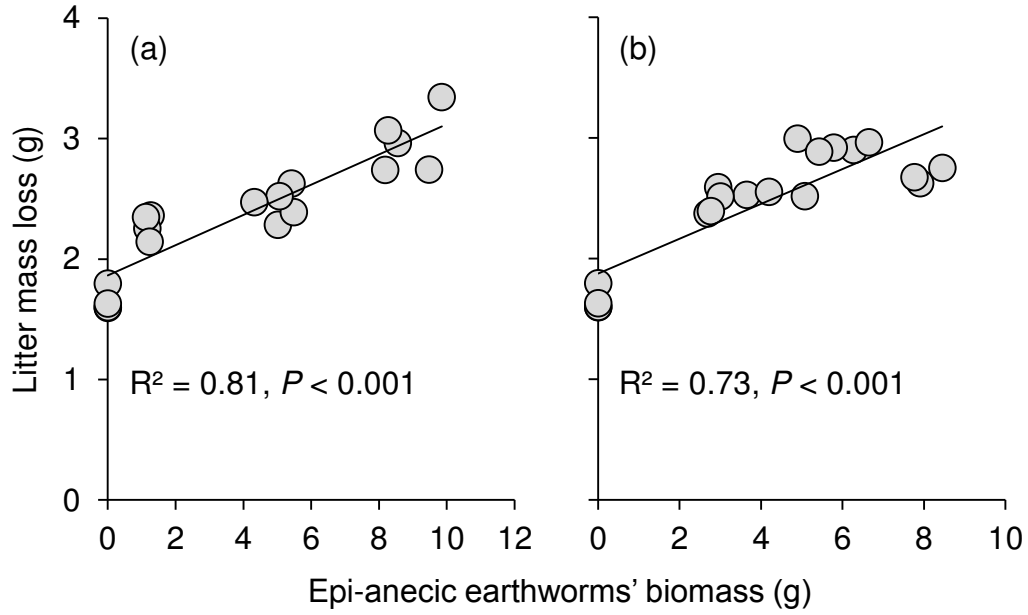 (a)
(b)
4
3
2
1
0
Litter mass loss (g)
R² = 0.81, P < 0.001
R² = 0.73, P < 0.001
0 2 4 6 8 10 12
0 2 4 6 8 10
Epi-anecic earthworms’ biomass (g)